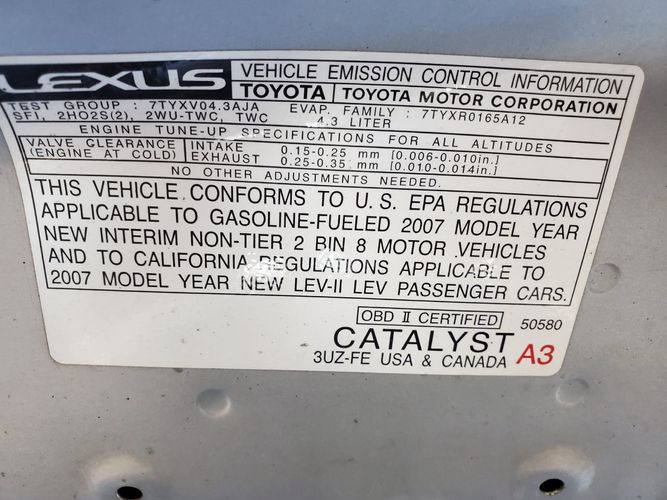 LEXUS VEHICLE EMISSION CONTROL INFORMATION
TOYOTA TOYOTA MOTOR CORPORATION
TEST GROUP : 7TYXV04.3AJA EVAP. FAMILY : 7TYXR0165A12
SFI, 2HO2S(2), 2WU-TWC, TWC 4.3 LITER
ENGINE TUNE-UP SPECIFICATIONS FOR ALL ALTITUDES
VALVE CLEARANCE INTAKE 0.15-0.25 mm [0.006-0.010in.]
(ENGINE AT COLD) EXHAUST 0.25-0.35 mm [0.010-0.014in.]
NO OTHER ADJUSTMENTS NEEDED.
THIS VEHICLE CONFORMS TO U.S. EPA REGULATIONS
APPLICABLE TO GASOLINE-FUELED 2007 MODEL YEAR
NEW INTERIM NON-TIER 2 BIN 8 MOTOR VEHICLES
AND TO CALIFORNIA REGULATIONS APPLICABLE TO
2007 MODEL YEAR NEW LEV-II LEV PASSENGER CARS.
OBD II CERTIFIED 50580
CATALYST A3
3UZ-FE USA & CANADA